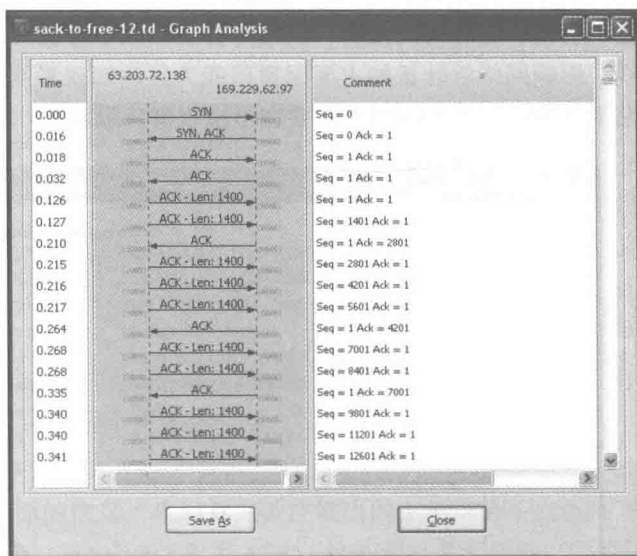 sack-to-free-12.td - Graph Analysis
Time
63.203.72.138
169.229.62.97
Comment
0.000 SYN Seq = 0
0.016 SYN, ACK Seq = 0 Ack = 1
0.018 ACK Seq = 1 Ack = 1
0.032 ACK Seq = 1 Ack = 1
0.126 ACK - Len: 1400 Seq = 1 Ack = 1
0.127 ACK - Len: 1400 Seq = 1401 Ack = 1
0.210 ACK Seq = 1 Ack = 2801
0.215 ACK - Len: 1400 Seq = 2801 Ack = 1
0.216 ACK - Len: 1400 Seq = 4201 Ack = 1
0.217 ACK - Len: 1400 Seq = 5601 Ack = 1
0.264 ACK Seq = 1 Ack = 4201
0.268 ACK - Len: 1400 Seq = 7001 Ack = 1
0.268 ACK - Len: 1400 Seq = 8401 Ack = 1
0.335 ACK Seq = 1 Ack = 7001
0.340 ACK - Len: 1400 Seq = 9801 Ack = 1
0.340 ACK - Len: 1400 Seq = 11201 Ack = 1
0.341 ACK - Len: 1400 Seq = 12601 Ack = 1
Save As
Close